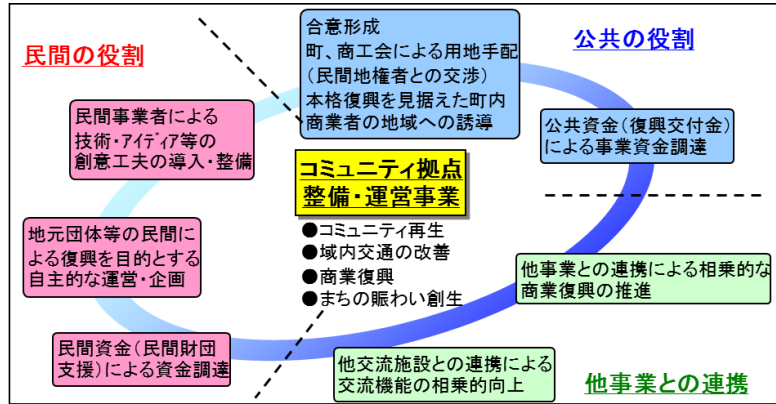 民間の役割
合意形成
町、商工会による用地手配
（民間地権者との交渉）
本格復興を見据えた町内
商業者の地域への誘導
公共の役割
民間事業者による
技術・アイディア等の
創意工夫の導入・整備
公共資金（復興交付金）
による事業資金調達
コミュニティ拠点
整備・運営事業
●コミュニティ再生
●域内交通の改善
●商業復興
●まちの賑わい創生
地元団体等の民間に
よる復興を目的とする
自主的な運営・企画
他事業との連携による相乗的な
商業復興の推進
民間資金（民間財団
支援）による資金調達
他交流施設との連携による
交流機能の相乗的向上
他事業との連携